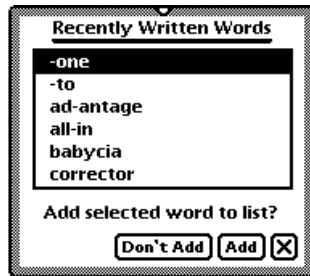 Recently Written Words
-one
-to
ad-antage
all-in
babycia
corrector
Add selected word to list?
Don't Add Add X